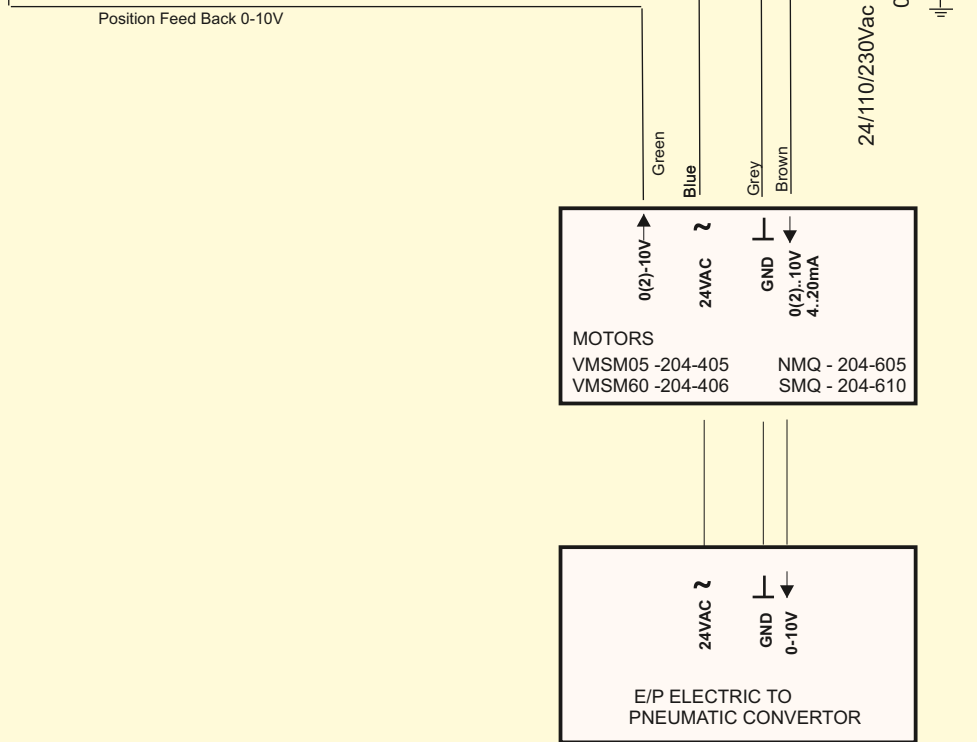 Position Feed Back 0-10V
24/110/230Vac
Green
Blue
Grey
Brown
0(2)-10V
~
24VAC
GND
0(2)..10V
4..20mA
MOTORS
VMSM05 -204-405 NMQ - 204-605
VMSM60 -204-406 SMQ - 204-610
24VAC ~
GND
0-10V
E/P ELECTRIC TO
PNEUMATIC CONVERTOR